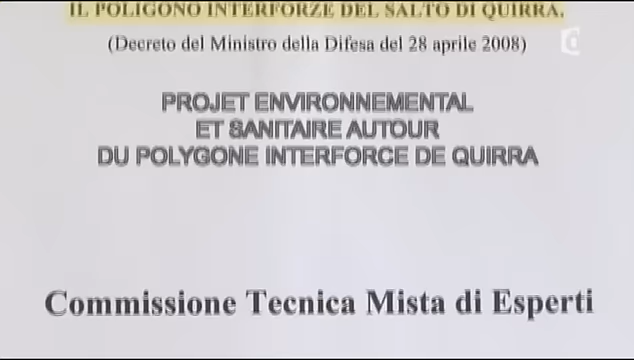 IL POLIGONO INTERFORZE DEL SALTO DI QUIRRA.
(Decreto del Ministro della Difesa del 28 aprile 2008)
PROJET ENVIRONNEMENTAL
ET SANITAIRE AUTOUR
DU POLYGONE INTERFORCE DE QUIRRA
Commissione Tecnica Mista di Esperti